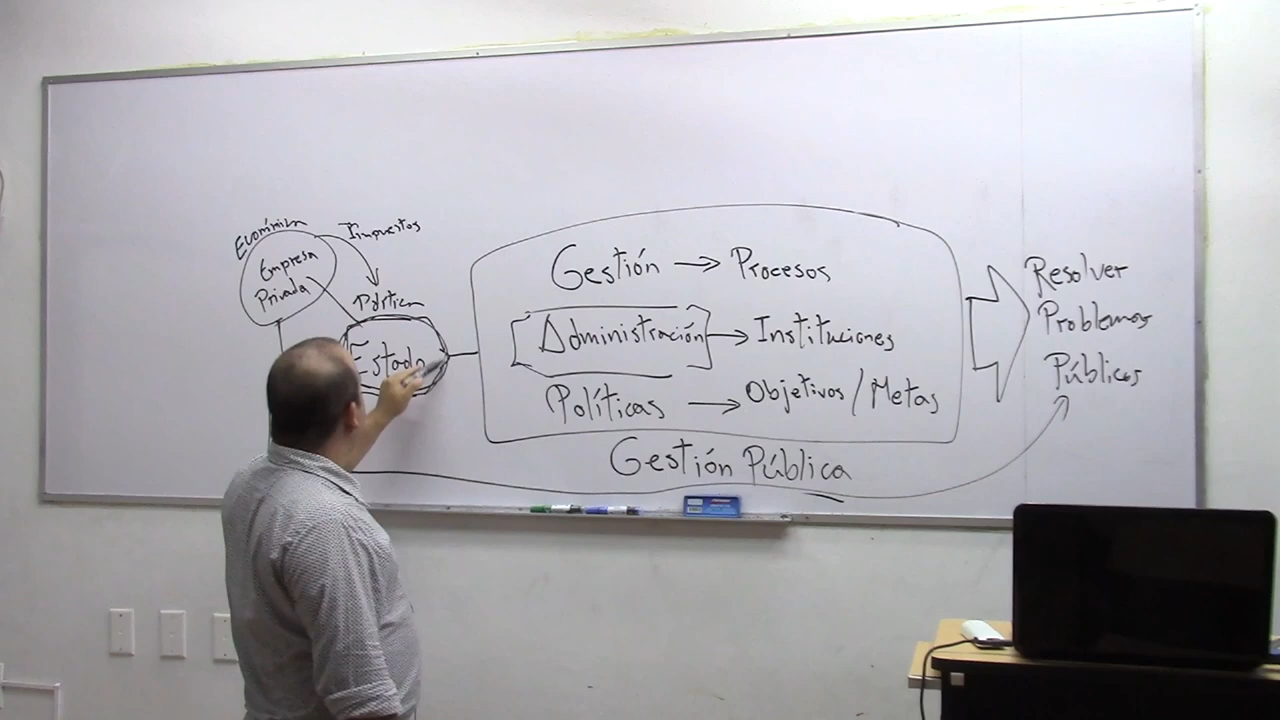 Económica
Impuestos
Empresa
Privada
Política
Estado
Gestión → Procesos
Administración → Instituciones
Políticas → Objetivos / Metas
Gestión Pública
Resolver
Problemas
Públicos